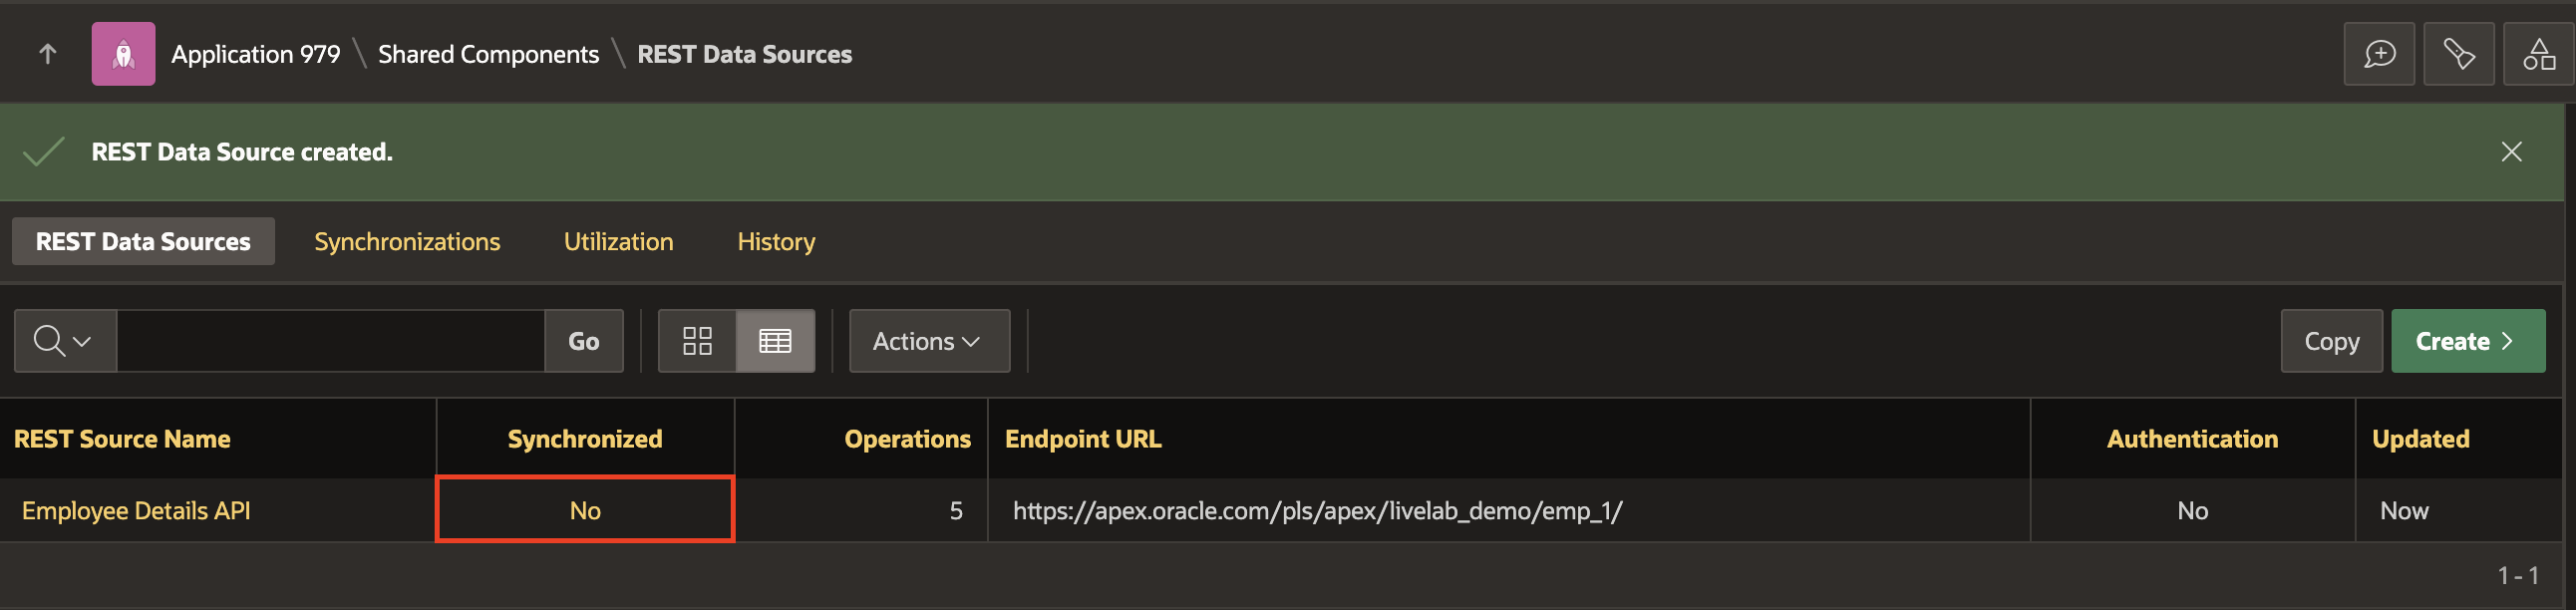 Application 979 \ Shared Components \ REST Data Sources
REST Data Source created.
REST Data Sources Synchronizations Utilization History
Go Actions Copy Create
REST Source Name Synchronized Operations Endpoint URL Authentication Updated
Employee Details API No 5 https://apex.oracle.com/pls/apex/livelab_demo/emp_1/ No Now
1 - 1